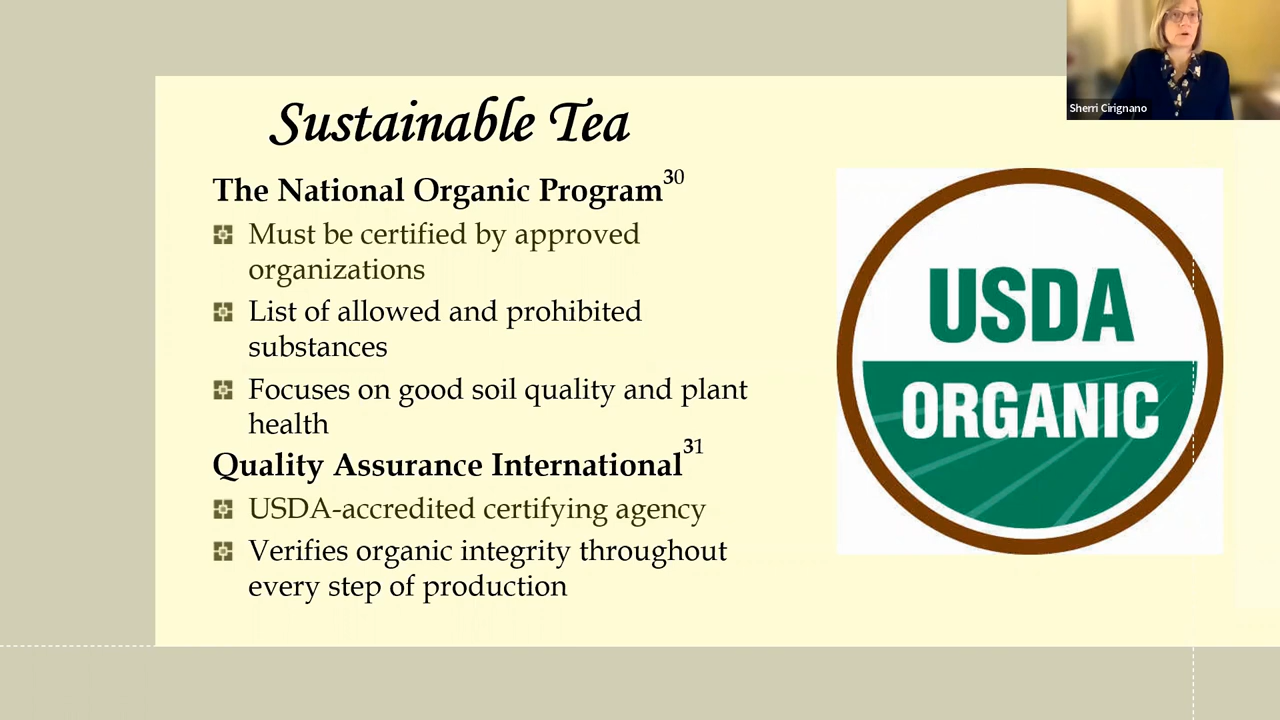 Sherri Cirignano
Sustainable Tea
The National Organic Program30
Must be certified by approved
organizations
List of allowed and prohibited
substances
Focuses on good soil quality and plant
health
Quality Assurance International31
USDA-accredited certifying agency
Verifies organic integrity throughout
every step of production
USDA
ORGANIC